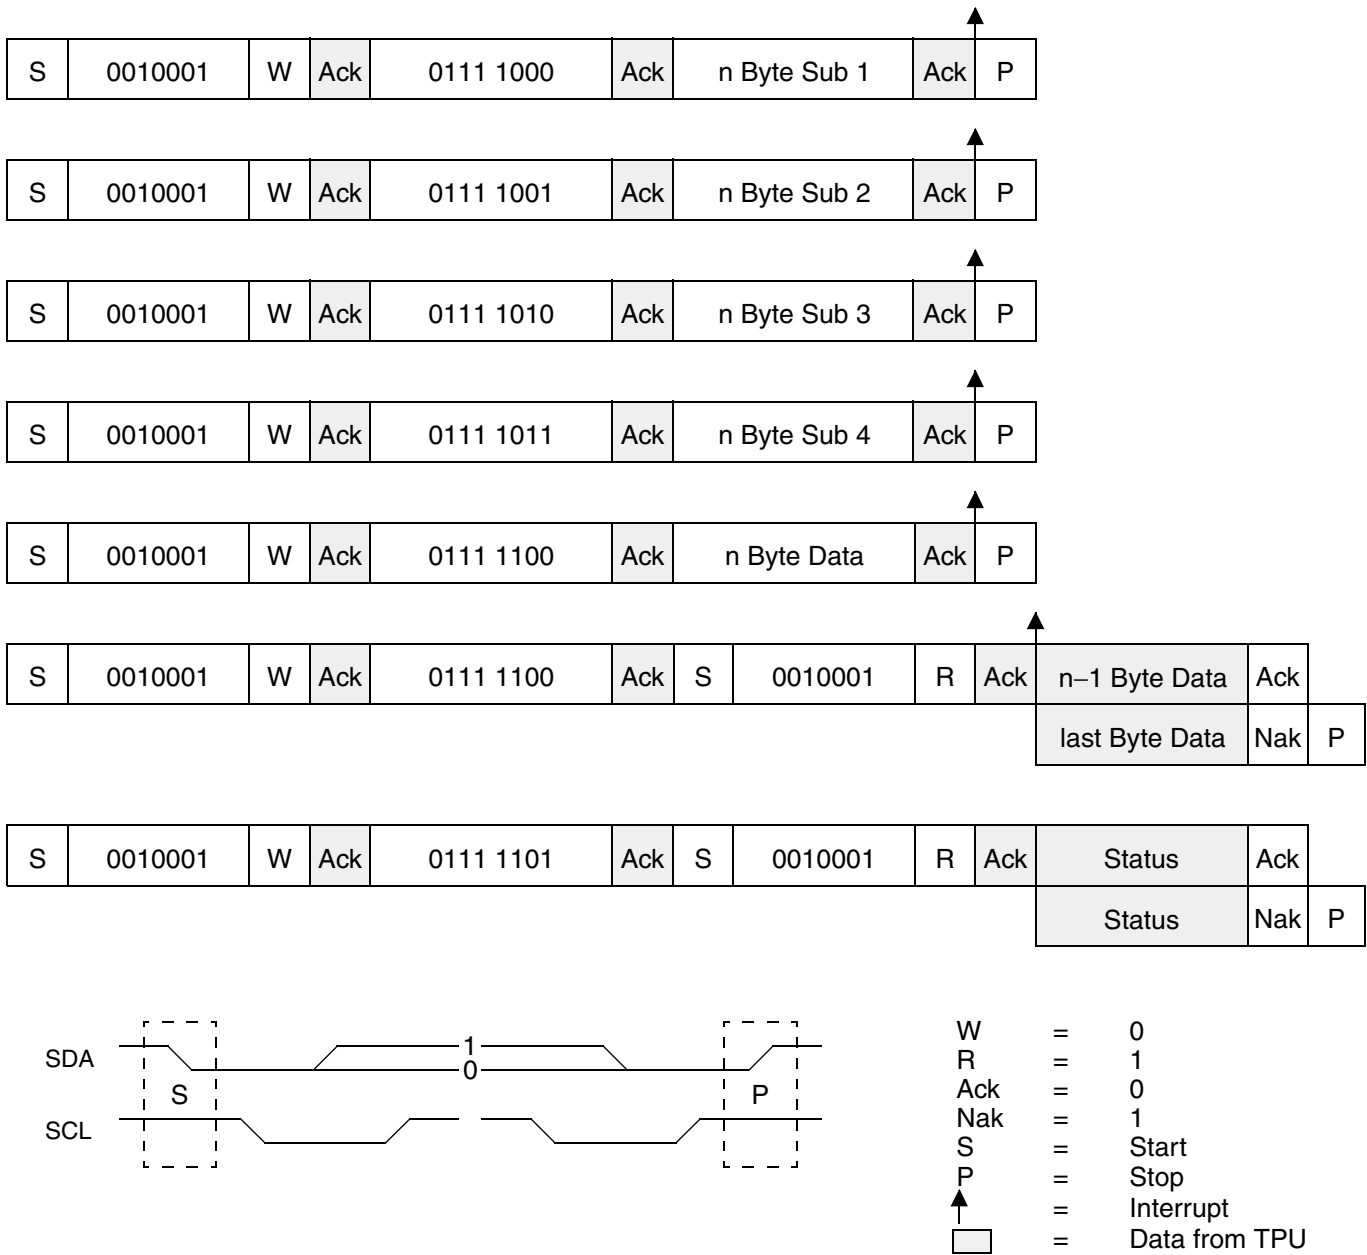 S 0010001 W Ack 0111 1000 Ack n Byte Sub 1 Ack P
S 0010001 W Ack 0111 1001 Ack n Byte Sub 2 Ack P
S 0010001 W Ack 0111 1010 Ack n Byte Sub 3 Ack P
S 0010001 W Ack 0111 1011 Ack n Byte Sub 4 Ack P
S 0010001 W Ack 0111 1100 Ack n Byte Data Ack P
S 0010001 W Ack 0111 1100 Ack S 0010001 R Ack n–1 Byte Data Ack
last Byte Data Nak P
S 0010001 W Ack 0111 1101 Ack S 0010001 R Ack Status Ack
Status Nak P
SDA 1
0
S P
SCL
W = 0
R = 1
Ack = 0
Nak = 1
S = Start
P = Stop
= Interrupt
= Data from TPU